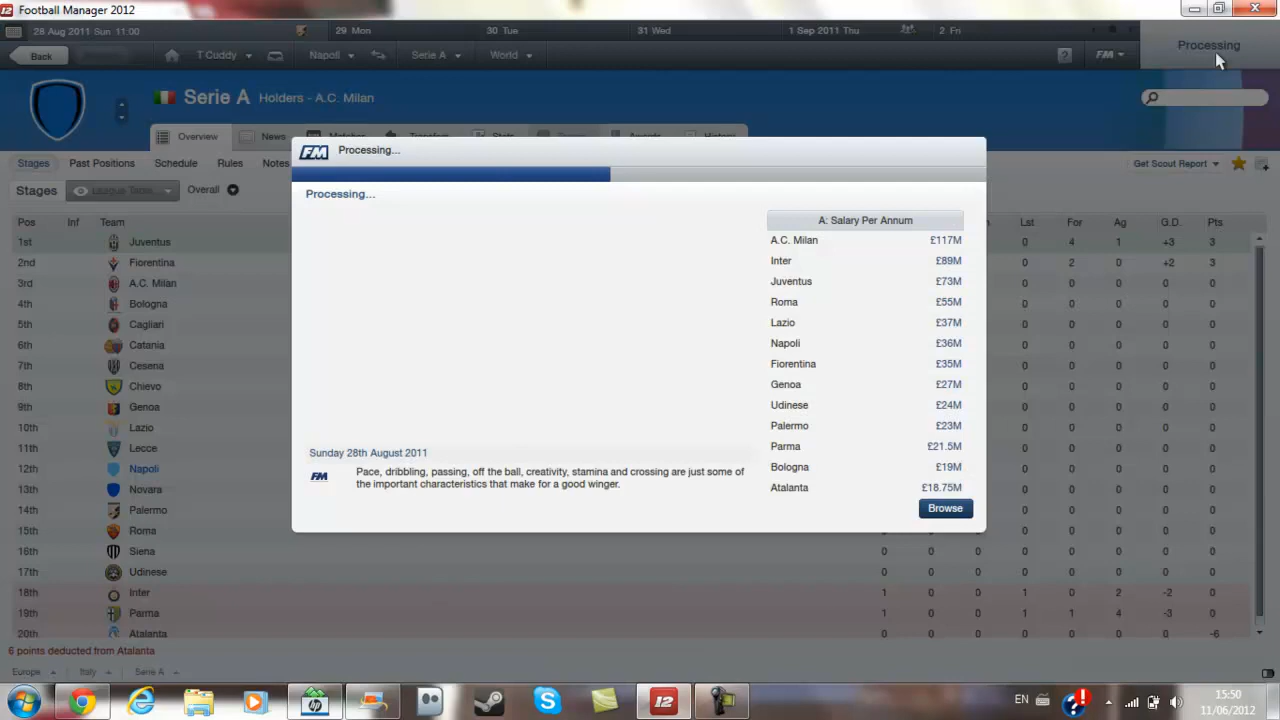 Football Manager 2012
28 Aug 2011 Sun 11:00 29 Mon 30 Tue 31 Wed 1 Sep 2011 Thu 2 Fri
Back T Cuddy Napoli Serie A World ? FM Processing
Serie A Holders - A.C. Milan
Overview News Matches Transfers Stats Awards History
Stages Past Positions Schedule Rules Notes Get Scout Report
Stages League Table... Overall
Pos Inf Team Lst For Ag G.D. Pts
1st Juventus 0 4 1 +3 3
2nd Fiorentina 0 2 0 +2 3
3rd A.C. Milan 0 0 0 0 0
4th Bologna 0 0 0 0 0
5th Cagliari 0 0 0 0 0
6th Catania 0 0 0 0 0
7th Cesena 0 0 0 0 0
8th Chievo 0 0 0 0 0
9th Genoa 0 0 0 0 0
10th Lazio 0 0 0 0 0
11th Lecce 0 0 0 0 0
12th Napoli 0 0 0 0 0
13th Novara 0 0 0 0 0
14th Palermo 0 0 0 0 0
15th Roma 0 0 0 0 0 0 0 0
16th Siena 0 0 0 0 0 0 0 0
17th Udinese 0 0 0 0 0 0 0 0
18th Inter 1 0 0 1 0 2 -2 0
19th Parma 1 0 0 1 1 4 -3 0
20th Atalanta 0 0 0 0 0 0 0 -6
6 points deducted from Atalanta
Europe Italy Serie A
FM Processing...
Processing...
A: Salary Per Annum
A.C. Milan £117M
Inter £89M
Juventus £73M
Roma £55M
Lazio £37M
Napoli £36M
Fiorentina £35M
Genoa £27M
Udinese £24M
Palermo £23M
Parma £21.5M
Bologna £19M
Atalanta £18.75M
Browse
Sunday 28th August 2011
FM Pace, dribbling, passing, off the ball, creativity, stamina and crossing are just some of
the important characteristics that make for a good winger.
EN 15:50
11/06/2012